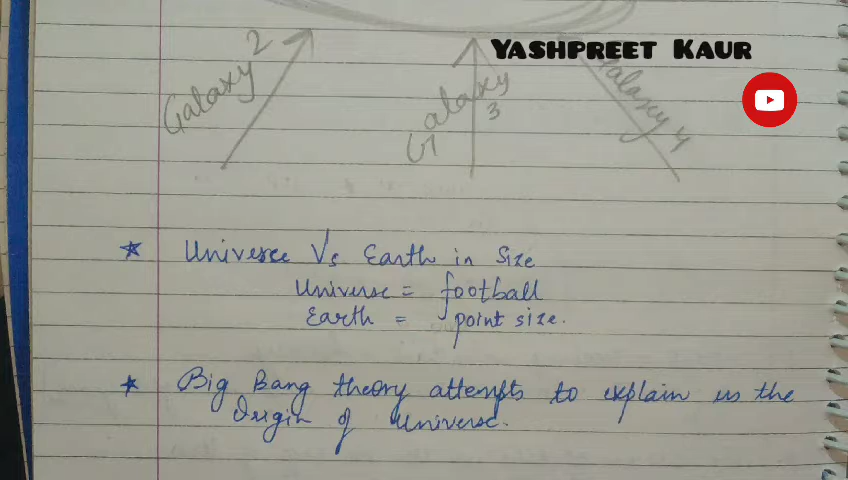 YASHPREET KAUR
Galaxy 2
Galaxy 3
Galaxy 4
★ Universe Vs Earth in Size
Universe = football
Earth = point size.
★ Big Bang theory attempts to explain us the
Origin of Universe.